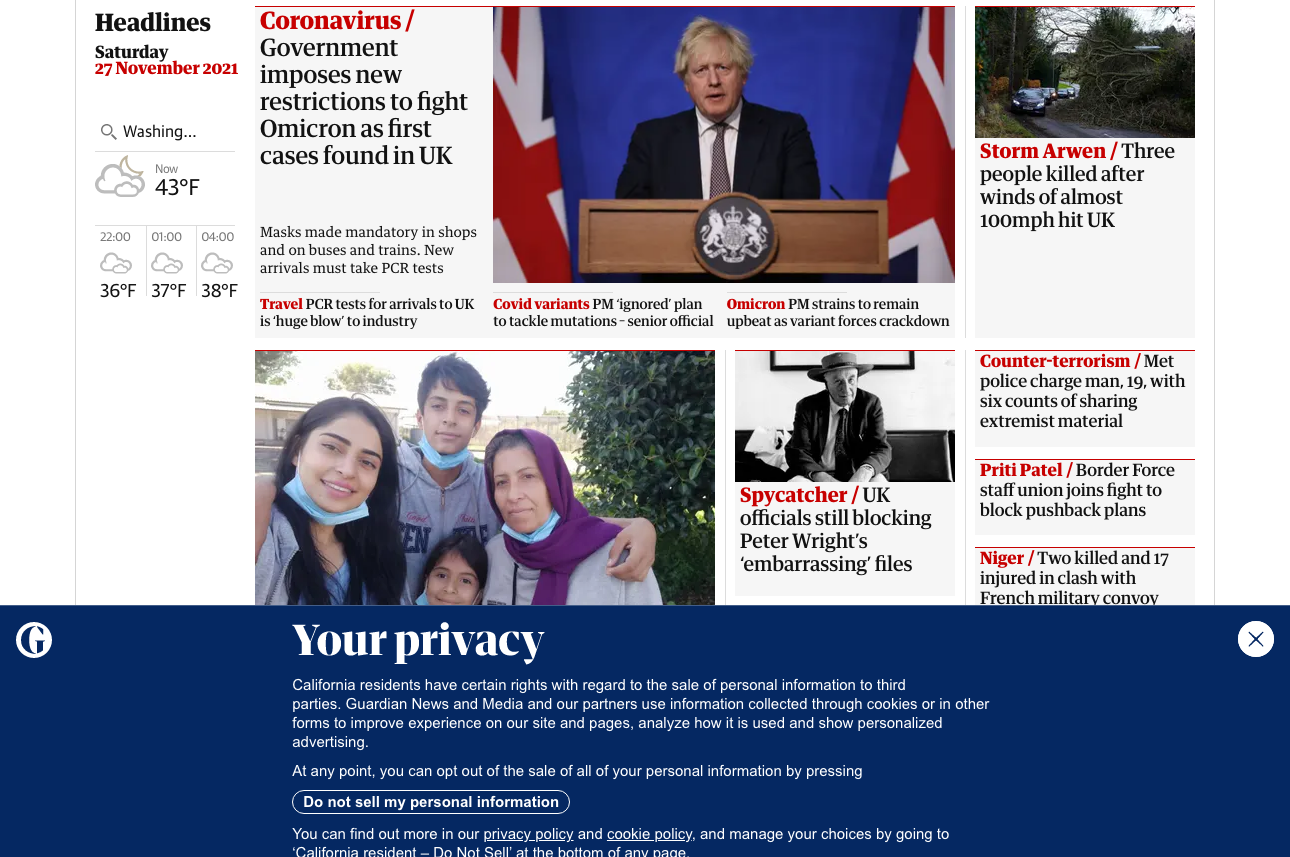 Headlines
Saturday
27 November 2021
Washing...
Now
43°F
22:00
01:00
04:00
36°F
37°F
38°F
Coronavirus /
Government
imposes new
restrictions to fight
Omicron as first
cases found in UK
Masks made mandatory in shops
and on buses and trains. New
arrivals must take PCR tests
Travel PCR tests for arrivals to UK
is ‘huge blow’ to industry
Covid variants PM ‘ignored’ plan
to tackle mutations – senior official
Omicron PM strains to remain
upbeat as variant forces crackdown
Storm Arwen / Three
people killed after
winds of almost
100mph hit UK
Spycatcher / UK
officials still blocking
Peter Wright’s
‘embarrassing’ files
Counter-terrorism / Met
police charge man, 19, with
six counts of sharing
extremist material
Priti Patel / Border Force
staff union joins fight to
block pushback plans
Niger / Two killed and 17
injured in clash with
French military convoy
G
Your privacy
California residents have certain rights with regard to the sale of personal information to third
parties. Guardian News and Media and our partners use information collected through cookies or in other
forms to improve experience on our site and pages, analyze how it is used and show personalized
advertising.
At any point, you can opt out of the sale of all of your personal information by pressing
Do not sell my personal information
You can find out more in our privacy policy and cookie policy, and manage your choices by going to
‘California resident – Do Not Sell’ at the bottom of any page.